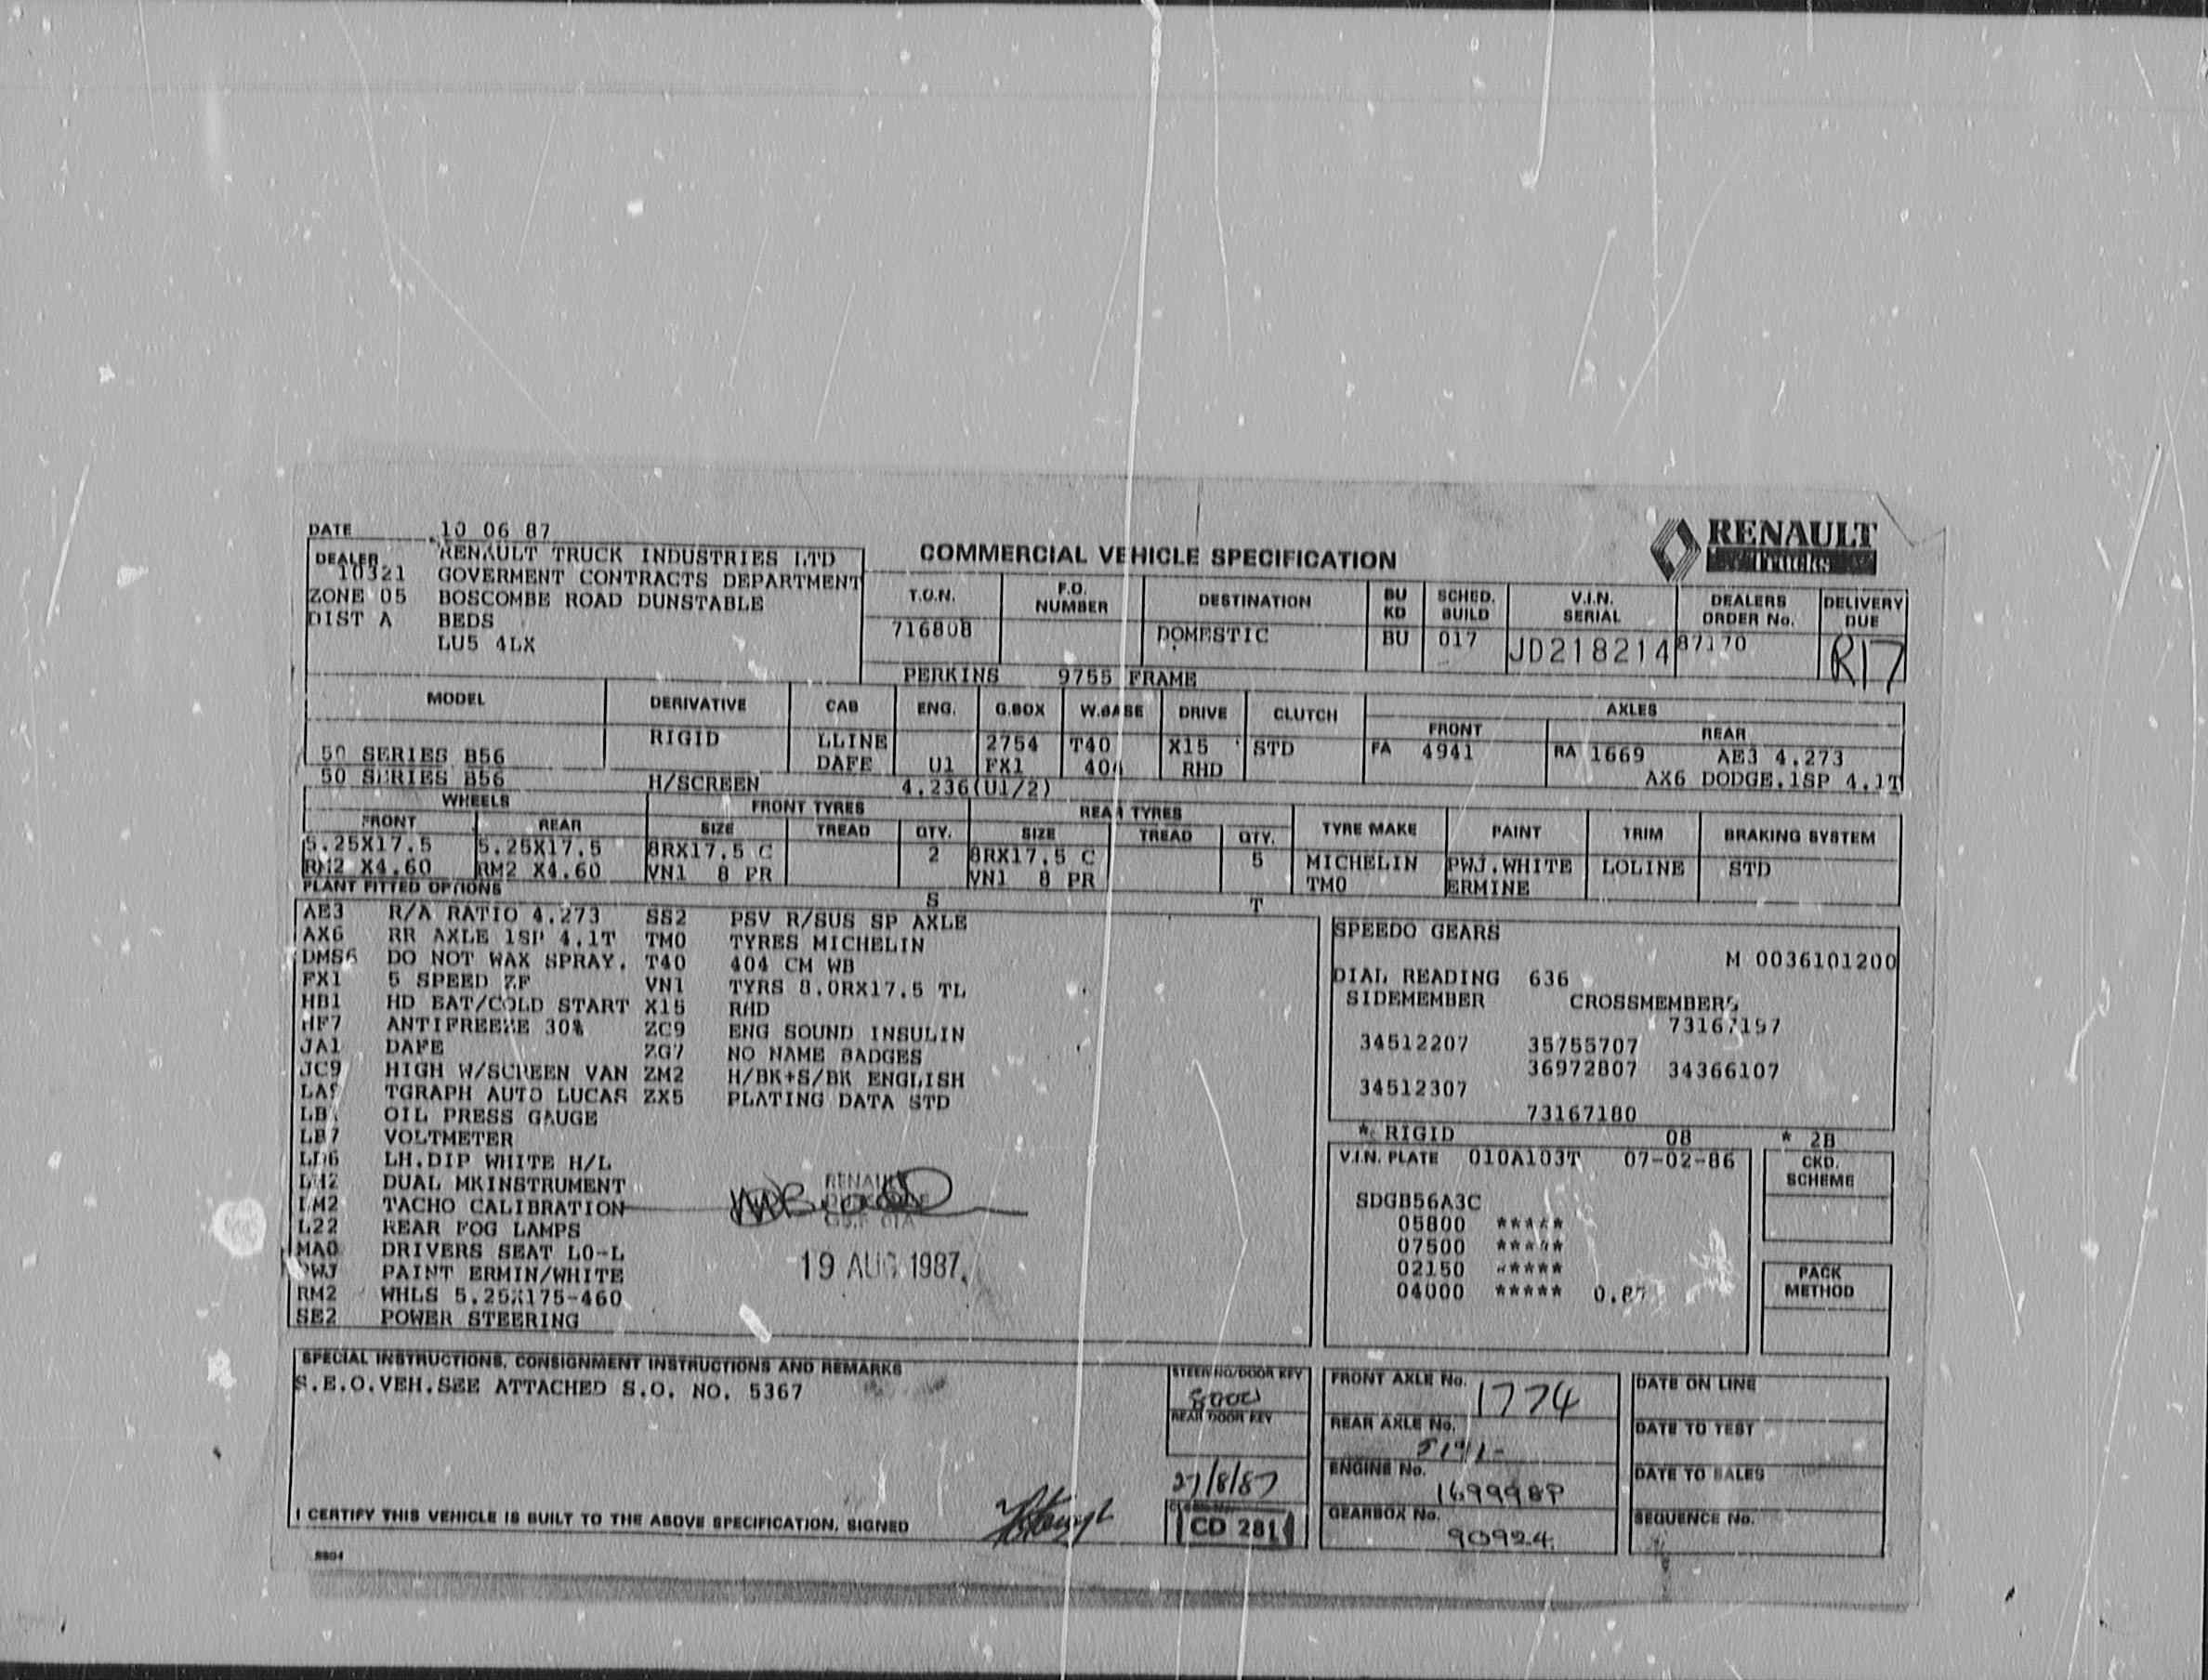 DATE 10 06 87
DEALER RENAULT TRUCK INDUSTRIES LTD
10321 GOVERMENT CONTRACTS DEPARTMENT
ZONE 05 BOSCOMBE ROAD DUNSTABLE
DIST A BEDS
LU5 4LX
COMMERCIAL VEHICLE SPECIFICATION
RENAULT
Trucks
T.O.N. F.O. NUMBER DESTINATION BU KD SCHED. BUILD V.I.N. SERIAL DEALERS ORDER No. DELIVERY DUE
716808 DOMESTIC BU 017 JD218214 87170 R17
PERKINS 9755 FRAME
MODEL DERIVATIVE CAB ENG. G.BOX W.BASE DRIVE CLUTCH AXLES
FRONT REAR
RIGID LLINE 2754 T40 X15 STD FA 4941 RA 1669 AE3 4.273
50 SERIES B56 DAFE U1 FX1 404 RHD
50 SERIES B56 H/SCREEN 4.236(U1/2) AX6 DODGE.1SP 4.1T
WHEELS FRONT TYRES REAR TYRES TYRE MAKE PAINT TRIM BRAKING SYSTEM
FRONT REAR SIZE TREAD QTY. SIZE TREAD QTY.
5.25X17.5 5.25X17.5 8RX17.5 C 2 8RX17.5 C 5 MICHELIN PWJ.WHITE LOLINE STD
RM2 X4.60 RM2 X4.60 VN1 8 PR VN1 8 PR TM0 ERMINE
PLANT FITTED OPTIONS S T
AE3 R/A RATIO 4.273 SS2 PSV R/SUS SP AXLE
AX6 RR AXLE 1SP 4.1T TM0 TYRES MICHELIN
DMS6 DO NOT WAX SPRAY. T40 404 CM WB
FX1 5 SPEED ZF VN1 TYRS 8.0RX17.5 TL
HB1 HD BAT/COLD START X15 RHD
HF7 ANTIFREEZE 30% ZC9 ENG SOUND INSULIN
JA1 DAFE ZG7 NO NAME BADGES
JC9 HIGH W/SCREEN VAN ZM2 H/BK+S/BK ENGLISH
TGRAPH AUTO LUCAS ZX5 PLATING DATA STD
OIL PRESS GAUGE
LB7 VOLTMETER
LD6 LH.DIP WHITE H/L
DUAL MKINSTRUMENT
LM2 TACHO CALIBRATION
L22 REAR FOG LAMPS
MA0 DRIVERS SEAT LO-L
PWJ PAINT ERMIN/WHITE
RM2 WHLS 5.25X175-460
SE2 POWER STEERING
19 AUG 1987
SPEEDO GEARS
M 0036101200
DIAL READING 636
SIDEMEMBER CROSSMEMBERS
73167197
34512207 35755707
36972807 34366107
34512307
73167180
* RIGID 08 * 2B
V.I.N. PLATE 010A103T 07-02-86
SDGB56A3C
05800 *****
07500 *****
02150 *****
04000 *****
CKD. SCHEME
PACK METHOD
SPECIAL INSTRUCTIONS, CONSIGNMENT INSTRUCTIONS AND REMARKS
S.E.O.VEH.SEE ATTACHED S.O. NO. 5367
STEERING/DOOR KEY
REAR DOOR KEY
27/8/87
CD 281
FRONT AXLE No. 1774
REAR AXLE No.
ENGINE No. 169998P
GEARBOX No. 90924
DATE ON LINE
DATE TO TEST
DATE TO SALES
SEQUENCE No.
I CERTIFY THIS VEHICLE IS BUILT TO THE ABOVE SPECIFICATION, SIGNED